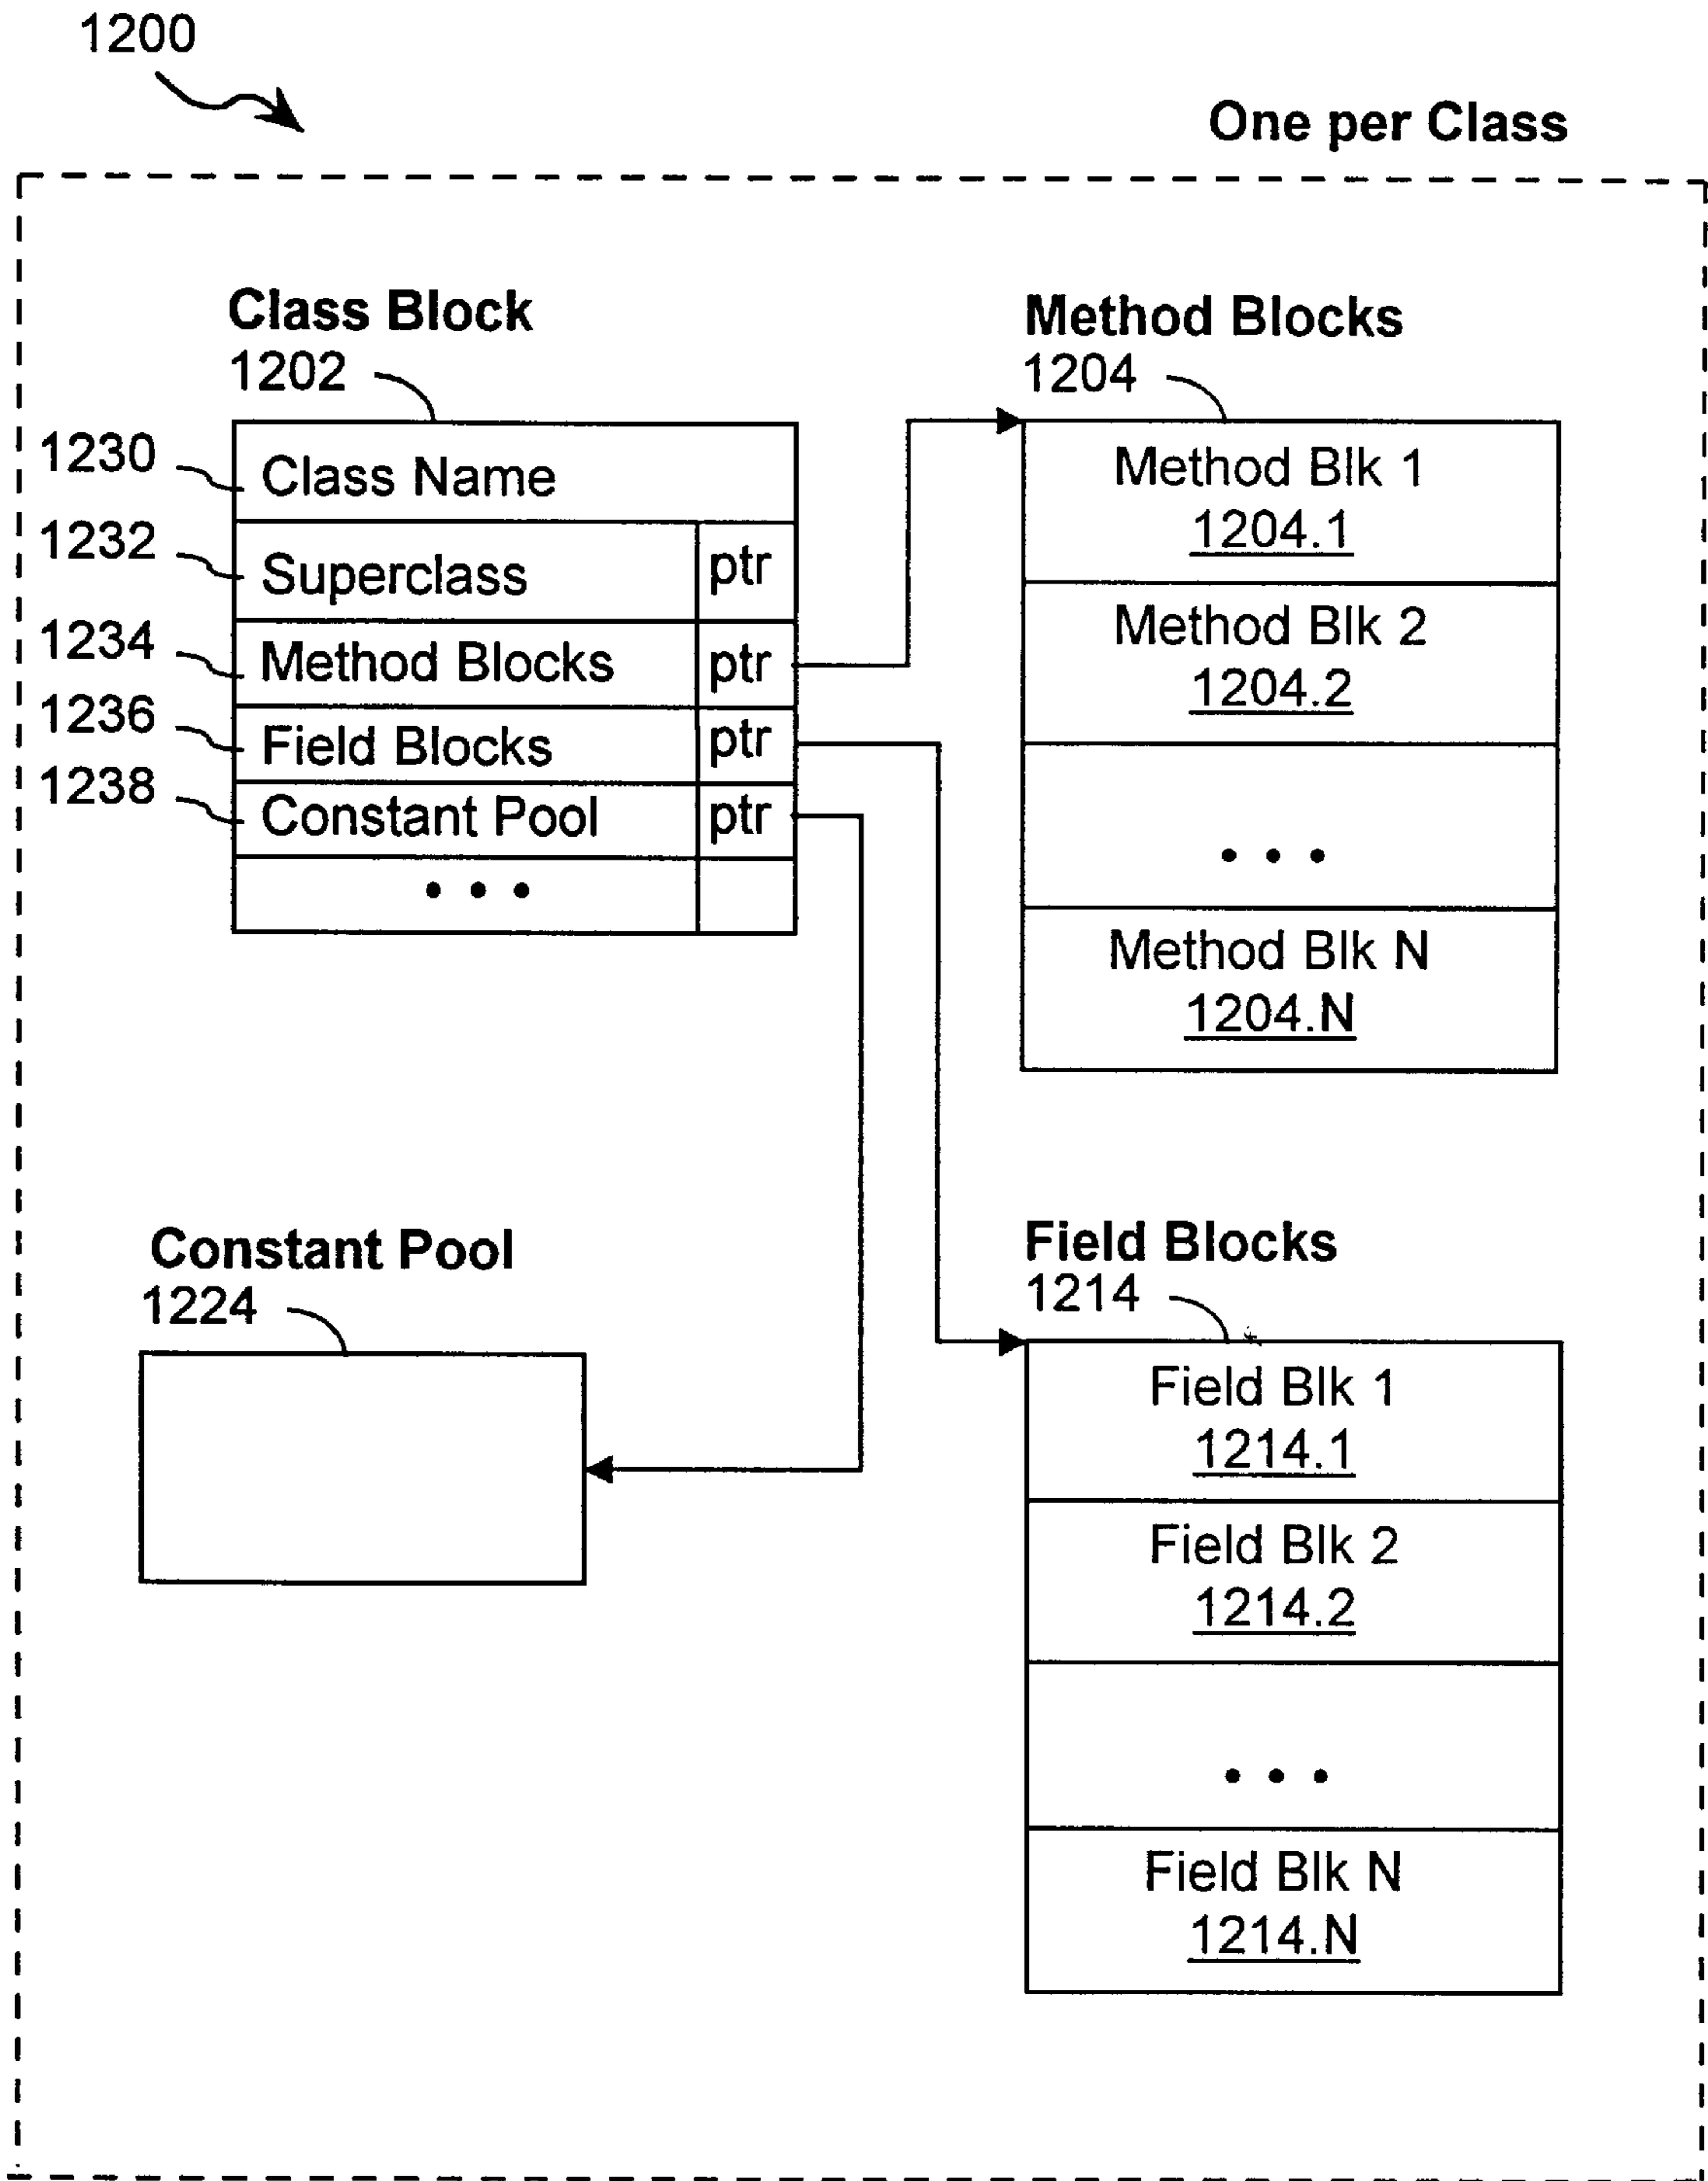 1200
One per Class
Class Block
1202
1230
Class Name
1232
Superclass ptr
1234
Method Blocks ptr
1236
Field Blocks ptr
1238
Constant Pool ptr
• • •
Method Blocks
1204
Method Blk 1
1204.1
Method Blk 2
1204.2
• • •
Method Blk N
1204.N
Constant Pool
1224
Field Blocks
1214
Field Blk 1
1214.1
Field Blk 2
1214.2
• • •
Field Blk N
1214.N